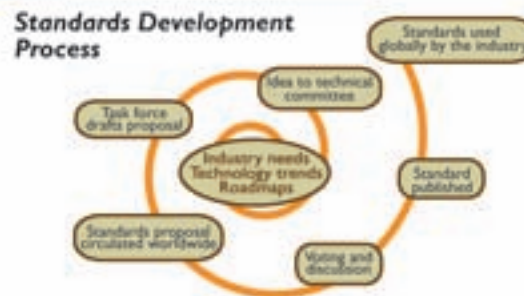 Standards Development
Process
Standards used
globally by the industry
Idea to technical
committee
Task force
drafts proposal
Industry needs
Technology trends
Roadmaps
Standard
published
Standards proposal
circulated worldwide
Voting and
discussion